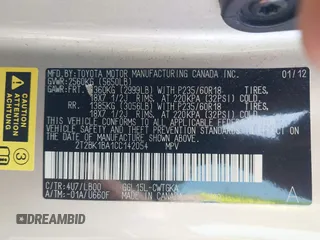 MFD. BY: TOYOTA MOTOR MANUFACTURING CANADA, INC. 01/12
GVWR: 2560KG (5650LB)
GAWR: FRT. 1360KG (2999LB) WITH P235/60R18 TIRES,
18X7 1/2J RIMS, AT 220KPA (32PSI) COLD
RR. 1385KG (3056LB) WITH P235/60R18 TIRES,
18X7 1/2J RIMS, AT 220KPA (32PSI) COLD
THIS VEHICLE CONFORMS TO ALL APPLICABLE FEDERAL MOTOR
VEHICLE SAFETY AND THEFT PREVENTION STANDARDS IN EFFECT
ON THE DATE OF MANUFACTURE SHOWN ABOVE.
2T2BK1BA1CC142054 MPV
C/TR: 4U7/LB00 GGL15L-CWTGKA
A/TM: -01A/U660F MADE IN CANADA
A
3
DREAMBID